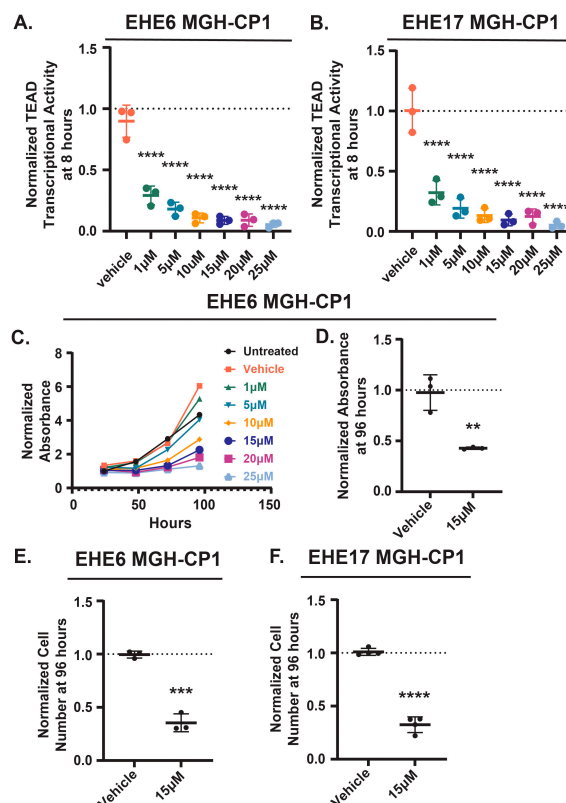 A.
EHE6 MGH-CP1
Normalized TEAD
Transcriptional Activity
at 8 hours
1.5
1.0
0.5
0.0
****
****
****
****
****
****
vehicle
1µM
5µM
10uM
15µM
20µM
25µM
B.
EHE17 MGH-CP1
Normalized TEAD
Transcriptional Activity
at 8 hours
1.5
1.0
0.5
0.0
****
****
****
****
****
****
vehicle
1µM
5µM
10µM
15µM
20µM
25µM
EHE6 MGH-CP1
C.
Normalized
Absorbance
8
6
4
2
0
0
50
100
150
Hours
Untreated
Vehicle
1µM
5µM
10µM
15µM
20µM
25µM
D.
Normalized Absorbance
at 96 hours
1.5
1.0
0.5
0.0
**
Vehicle
15µM
E.
EHE6 MGH-CP1
Normalized Cell
Number at 96 hours
1.5
1.0
0.5
0.0
***
Vehicle
15µM
F.
EHE17 MGH-CP1
Normalized Cell
Number at 96 hours
1.5
1.0
0.5
0.0
****
Vehicle
15µM